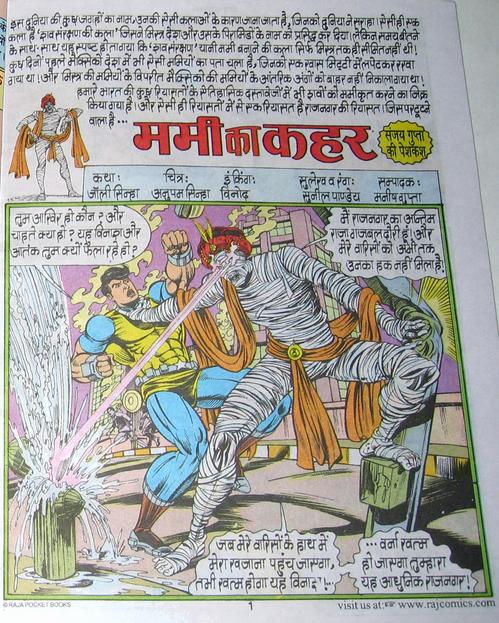 इस दुनिया की कुछ जगहों का नाम, उनकी ऐसी कलाओं के कारण जाना जाता है, जिनको दुनिया ने सराहा। ऐसी ही एक
कला है 'शव संरक्षण की कला' जिसने मिस्र देश और उसके पिरामिडों के नाम को प्रसिद्ध कर दिया। लेकिन समय बीतने
के साथ-साथ यह स्पष्ट हो गया कि 'शव संरक्षण' यानी ममी बनाने की कला सिर्फ मिस्र तक ही सीमित नहीं थी।
कुछ दिनों पहले मैक्सिको देश में भी ऐसी ममियों का पता चला है, जिनको एक खास मिट्टी में लपेटकर रखा
गया था। और मिस्र की ममियों के विपरीत मैक्सिको की ममियों के आंतरिक अंगों को बाहर नहीं निकाला गया था।
हमारे भारत की कुछ रियासतों के ऐतिहासिक दस्तावेजों में भी शवों को ममीकृत करने का जिक्र
किया गया है। और ऐसी ही रियासतों में से एक रियासत है राजनगर की रियासत। जिस पर टूटने
वाला है...
ममी का कहर
संजय गुप्ता
की पेशकश
कथा: चित्र: इंकिंग: सुलेख व रंग: सम्पादक:
जॉली सिन्हा अनुपम सिन्हा विनोद सुनील पाण्डेय मनीष गुप्ता
तुम आखिर हो कौन? और
चाहते क्या हो? यह विनाश और
आतंक तुम क्यों फैला रहे हो?
मैं राजनगर का अन्तिम
राजा गजबल दौरी हूं! और
मेरे वारिसों को अभी तक
उनका हक नहीं मिला है!
जब मेरे वारिसों के हाथ में
मेरा खजाना पहुंच जाएगा,
तभी खत्म होगा यह विनाश!--
... वर्ना खत्म
हो जाएगा तुम्हारा
यह आधुनिक राजनगर!
© RAJA POCKET BOOKS
1
visit us at: www.rajcomics.com